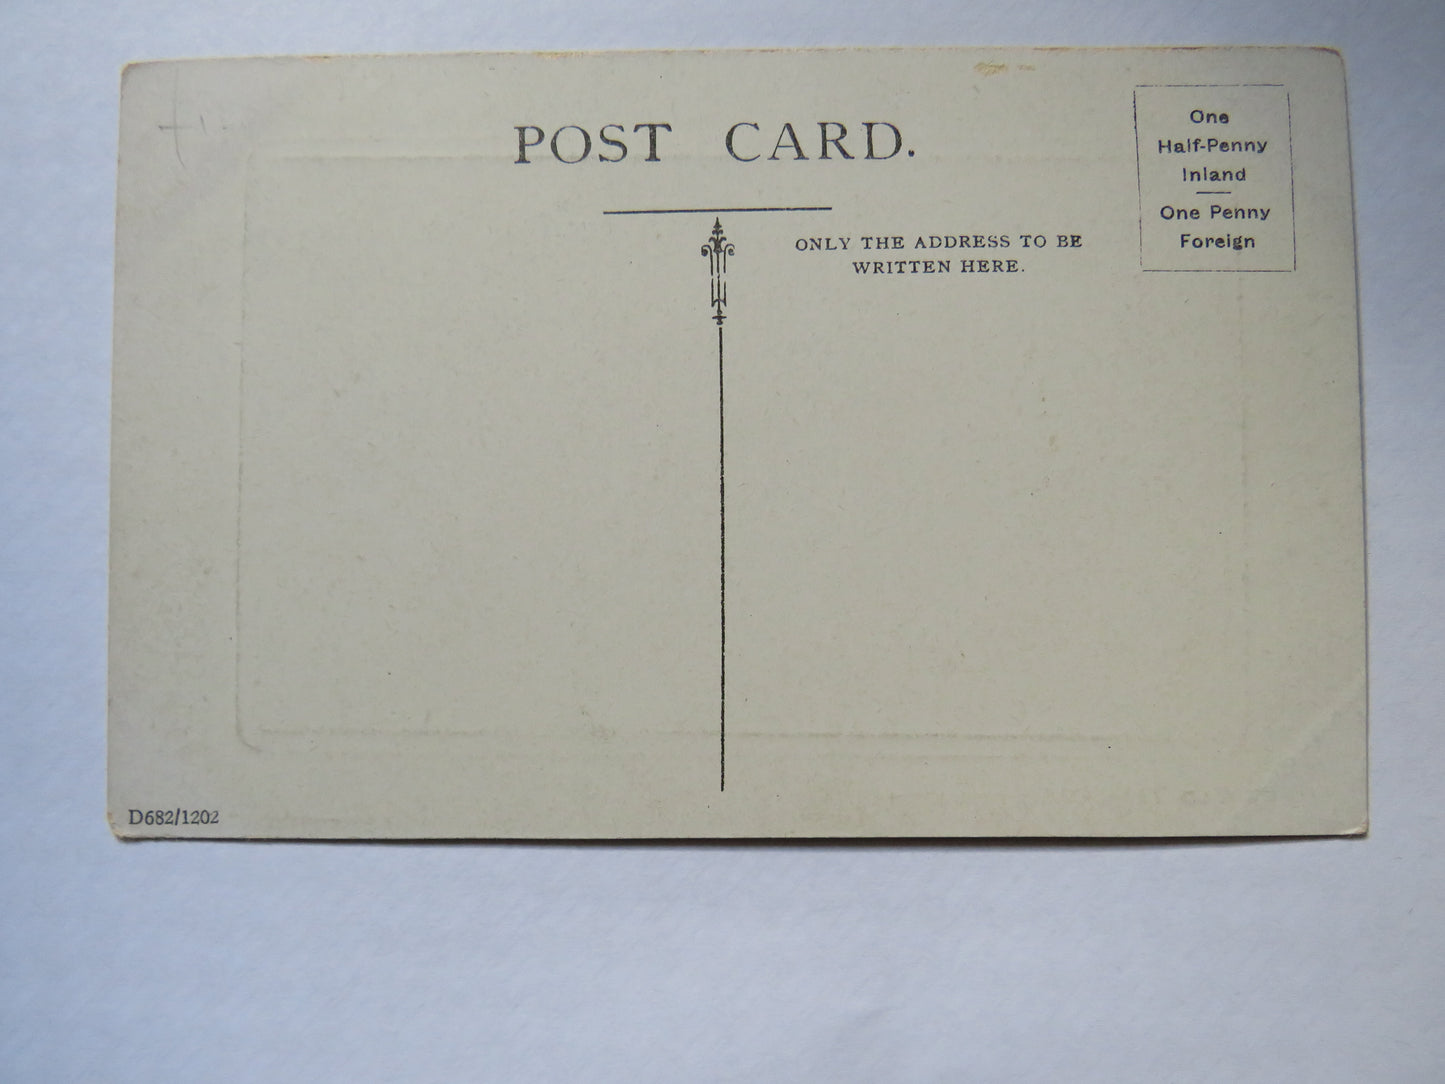 POST CARD.
One
Half-Penny
Inland
One Penny
Foreign
ONLY THE ADDRESS TO BE
WRITTEN HERE.
D682/1202